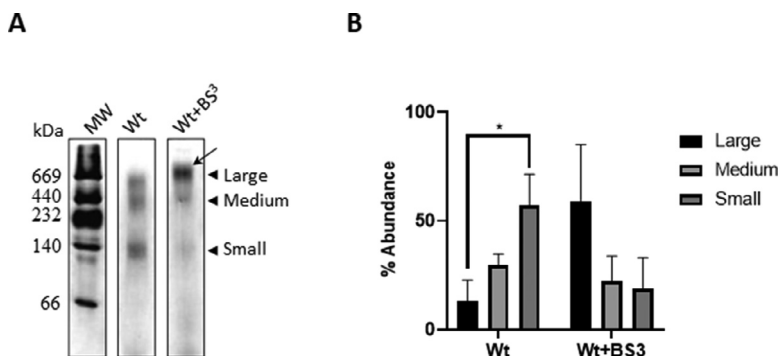 A
kDa
MW
Wt
Wt+BS³
669
440
232
140
66
Large
Medium
Small
B
% Abundance
100
50
0
*
Wt
Wt+BS3
Large
Medium
Small